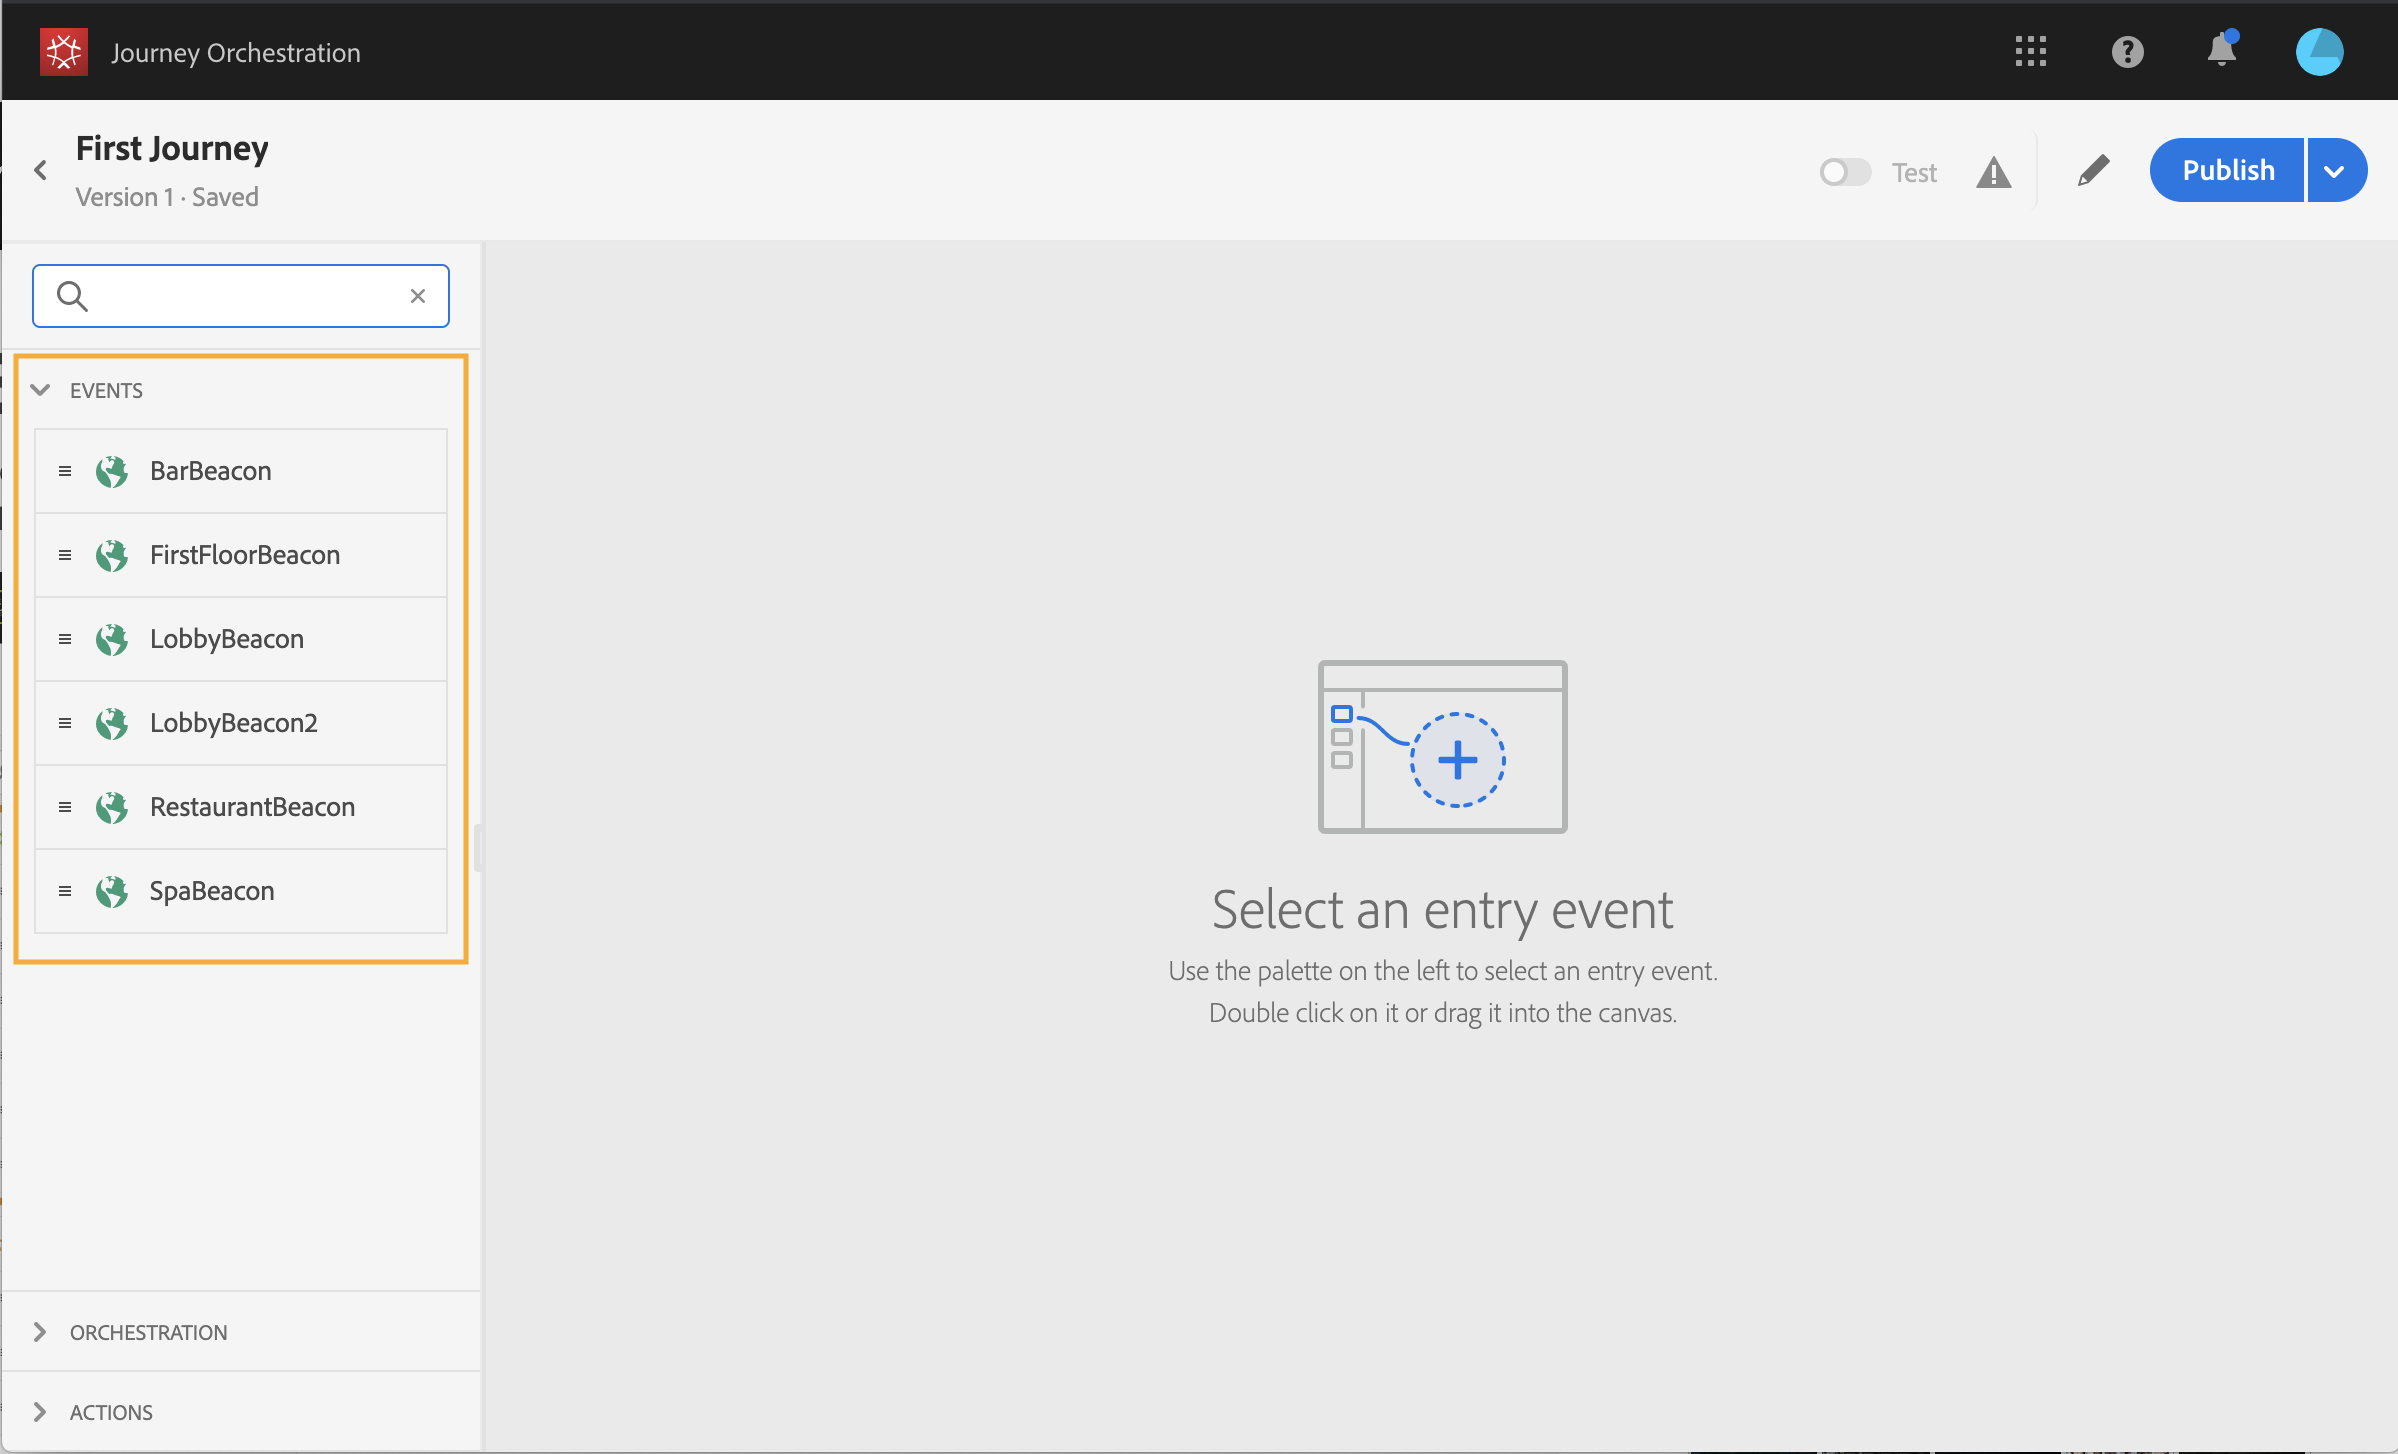 Journey Orchestration
First Journey
Version 1 · Saved
Test
Publish
EVENTS
BarBeacon
FirstFloorBeacon
LobbyBeacon
LobbyBeacon2
RestaurantBeacon
SpaBeacon
Select an entry event
Use the palette on the left to select an entry event.
Double click on it or drag it into the canvas.
ORCHESTRATION
ACTIONS